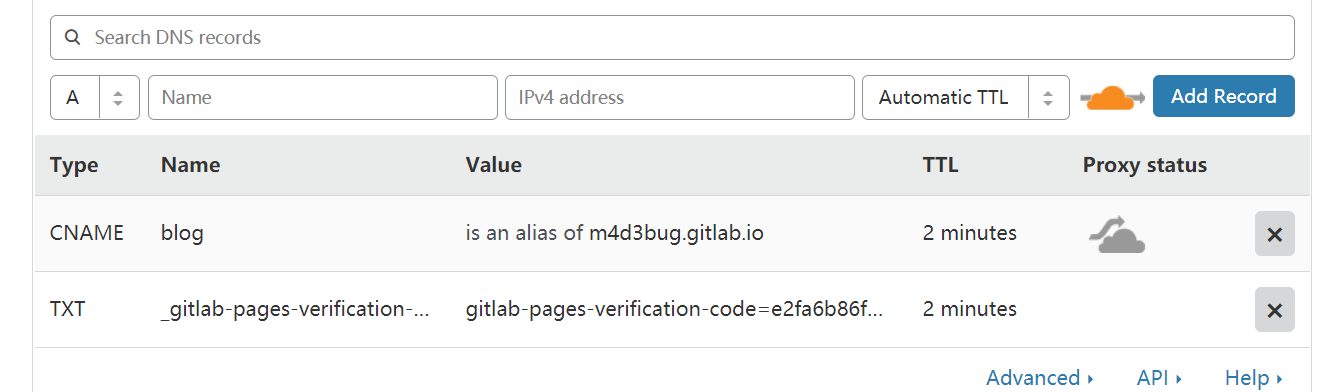 Search DNS records
A Name IPv4 address Automatic TTL Add Record
Type Name Value TTL Proxy status
CNAME blog is an alias of m4d3bug.gitlab.io 2 minutes
TXT _gitlab-pages-verification-... gitlab-pages-verification-code=e2fa6b86f... 2 minutes
Advanced API Help